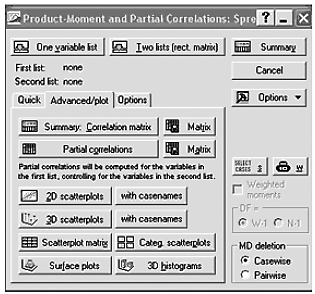 Product-Moment and Partial Correlations: Spre
One variable list
Two lists (rect. matrix)
Summary
First list: none
Second list: none
Cancel
Quick
Advanced/plot
Options
Options
Summary: Correlation matrix
Matrix
Partial correlations
Matrix
Partial correlations will be computed for the variables in
the first list, controlling for the variables in the second list.
SELECT CASES S
W
2D scatterplots
with casenames
Weighted moments
3D scatterplots
with casenames
DF =
W-1
N-1
Scatterplot matrix
Categ. scatterplots
MD deletion
Surface plots
3D histograms
Casewise
Pairwise